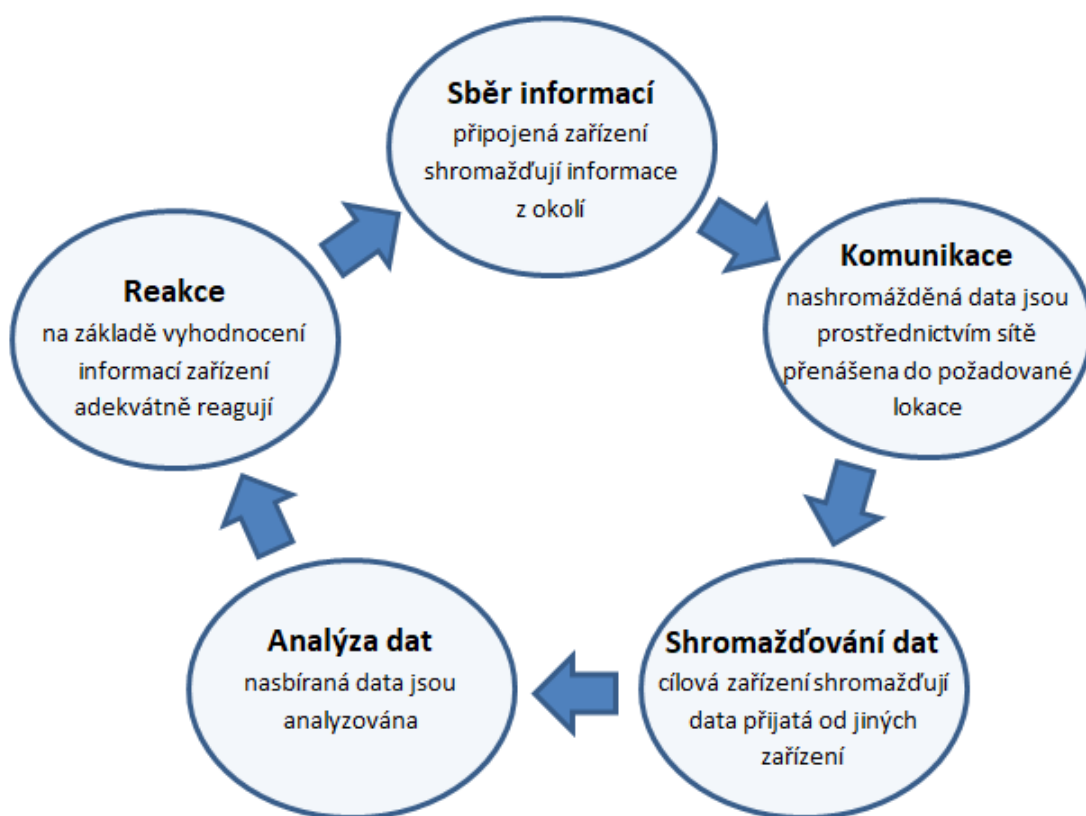 Sběr informací
připojená zařízení
shromažďují informace
z okolí
Komunikace
nashromážděná data jsou
prostřednictvím sítě
přenášena do požadované
lokace
Shromažďování dat
cílová zařízení shromažďují
data přijatá od jiných
zařízení
Analýza dat
nasbíraná data jsou
analyzována
Reakce
na základě vyhodnocení
informací zařízení
adekvátně reagují